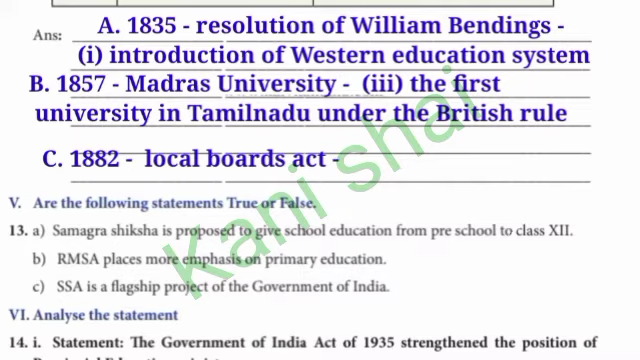 Ans:
A. 1835 - resolution of William Bendings -
(i) introduction of Western education system
B. 1857 - Madras University - (iii) the first
university in Tamilnadu under the British rule
C. 1882 - local boards act -
V. Are the following statements True or False.
13. a) Samagra shiksha is proposed to give school education from pre school to class XII.
b) RMSA places more emphasis on primary education.
c) SSA is a flagship project of the Government of India.
VI. Analyse the statement
14. i. Statement: The Government of India Act of 1935 strengthened the position of
Kani shai